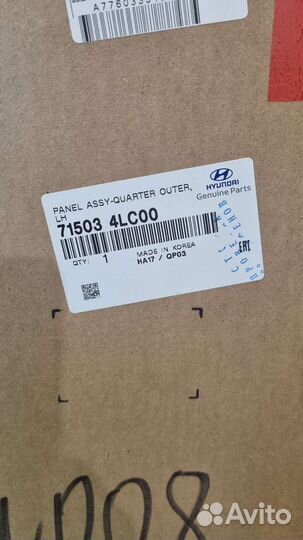 PANEL ASSY-QUARTER OUTER,
LH
71503 4LC00
QTY: 1
MADE IN KOREA
HA17 / QP03
HYUNDAI
Genuine Parts
EAC
Avito